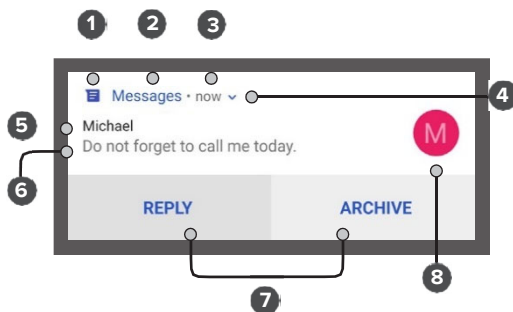 1 2 3
Messages • now 4
5 Michael
6 Do not forget to call me today.
M
REPLY ARCHIVE
7 8